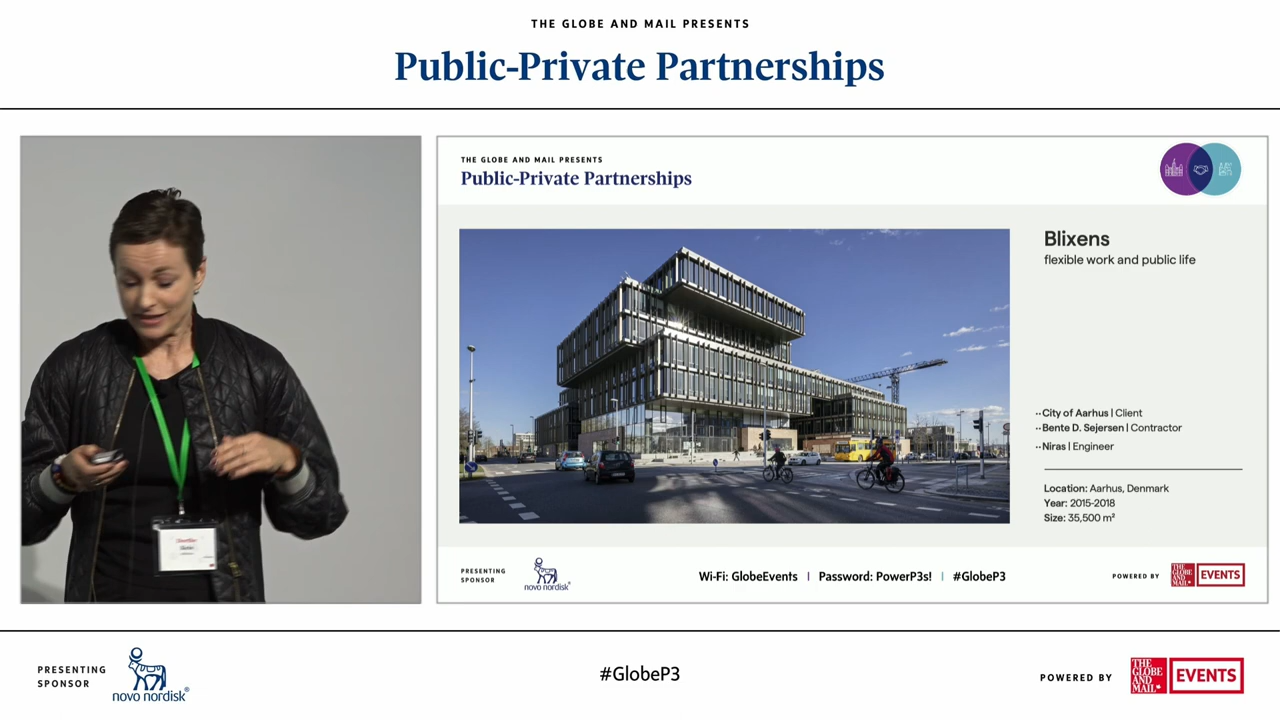 THE GLOBE AND MAIL PRESENTS
Public-Private Partnerships
THE GLOBE AND MAIL PRESENTS
Public-Private Partnerships
Blixens
flexible work and public life
City of Aarhus | Client
Bente D. Sejersen | Contractor
Niras | Engineer
Location: Aarhus, Denmark
Year: 2015-2018
Size: 35,500 m²
PRESENTING
SPONSOR
novo nordisk®
Wi-Fi: GlobeEvents | Password: PowerP3s! | #GlobeP3
POWERED BY
THE
GLOBE
AND
MAIL
EVENTS
PRESENTING
SPONSOR
novo nordisk®
#GlobeP3
POWERED BY
THE
GLOBE
AND
MAIL
EVENTS